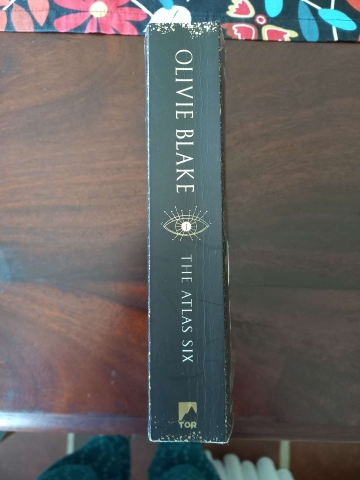 OLIVIE BLAKE
1
THE ATLAS SIX
TOR